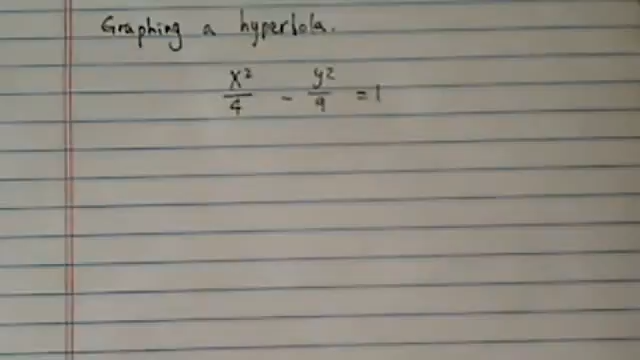 Graphing a hyperbola.
x²/4 - y²/9 = 1